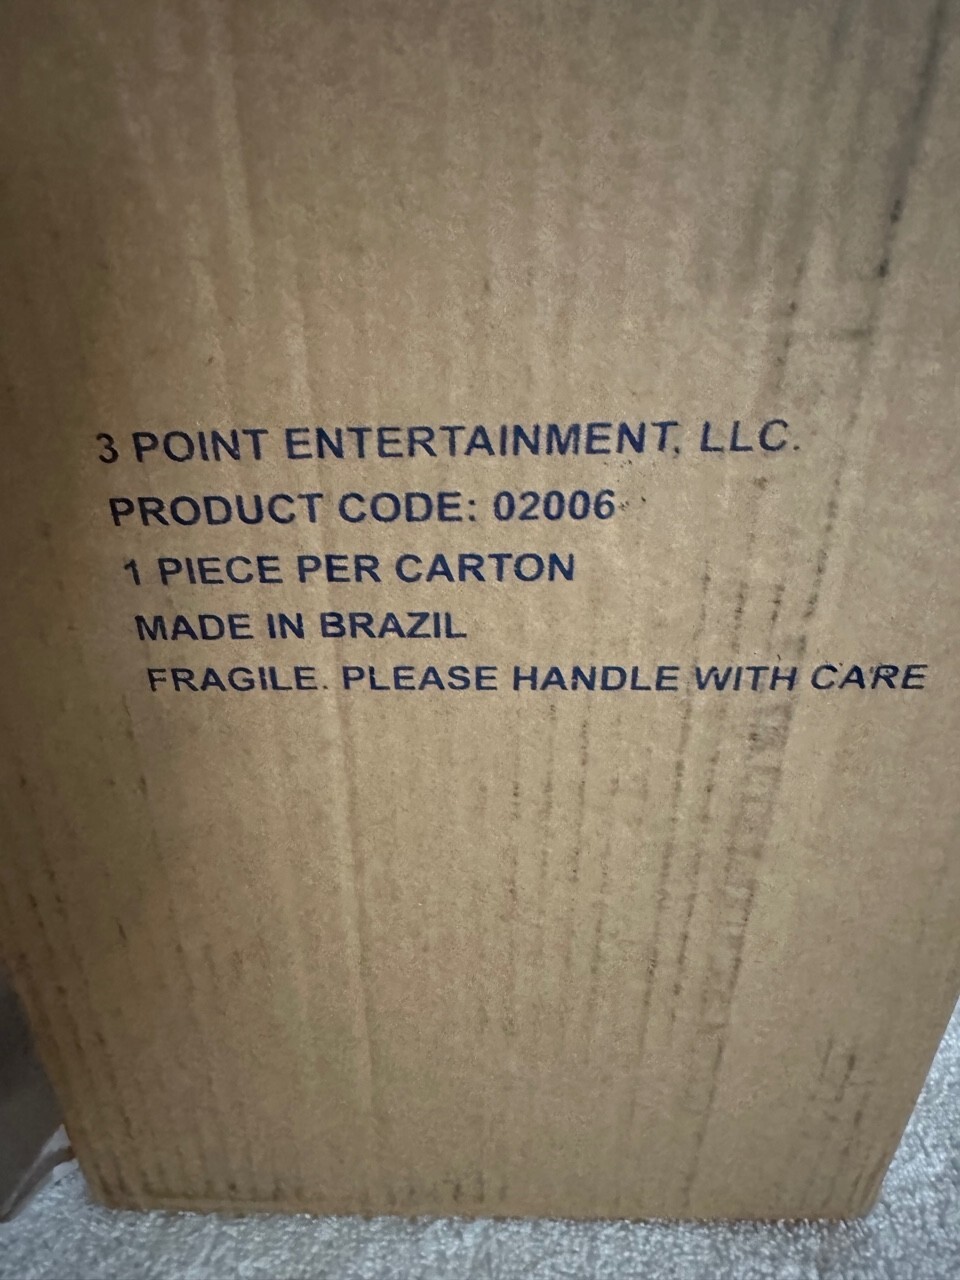 3 POINT ENTERTAINMENT, LLC.
PRODUCT CODE: 02006
1 PIECE PER CARTON
MADE IN BRAZIL
FRAGILE. PLEASE HANDLE WITH CARE